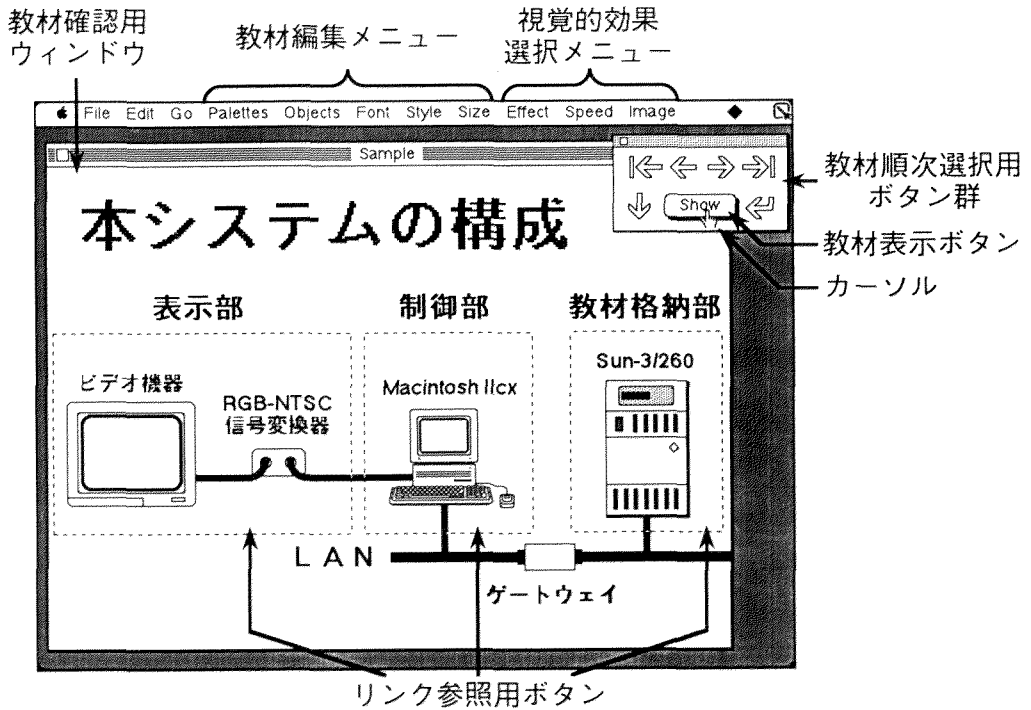 教材確認用
ウィンドウ
教材編集メニュー
視覚的効果
選択メニュー
File Edit Go Palettes Objects Font Style Size Effect Speed Image
Sample
Show
教材順次選択用
ボタン群
教材表示ボタン
カーソル
本システムの構成
表示部
制御部
教材格納部
ビデオ機器
RGB-NTSC
信号変換器
Macintosh IIcx
Sun-3/260
LAN
ゲートウェイ
リンク参照用ボタン